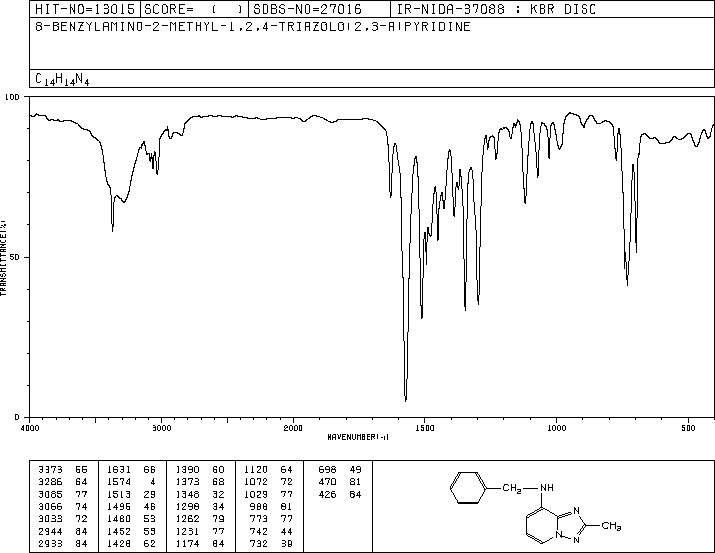 HIT-NO=13015 SCORE= ( ) SDBS-NO=27016 IR-NIDA-37088 : KBR DISC
8-BENZYLAMINO-2-METHYL-1,2,4-TRIAZOLO(2,3-A)PYRIDINE
C14H14N4
100
50
0
TRANSMITTANCE(%)
4000 3000 2000 1500 1000 500
WAVENUMBER(-1)
3373 66 1631 66 1390 60 1120 64 698 49
3286 64 1574 4 1373 68 1072 72 470 81
3085 77 1513 29 1348 32 1029 77 426 84
3066 74 1496 46 1298 34 988 81
3033 72 1480 53 1262 79 773 77
2944 84 1452 59 1231 77 742 44
2933 84 1428 62 1174 84 732 39
CH2 NH
N
N N CH3